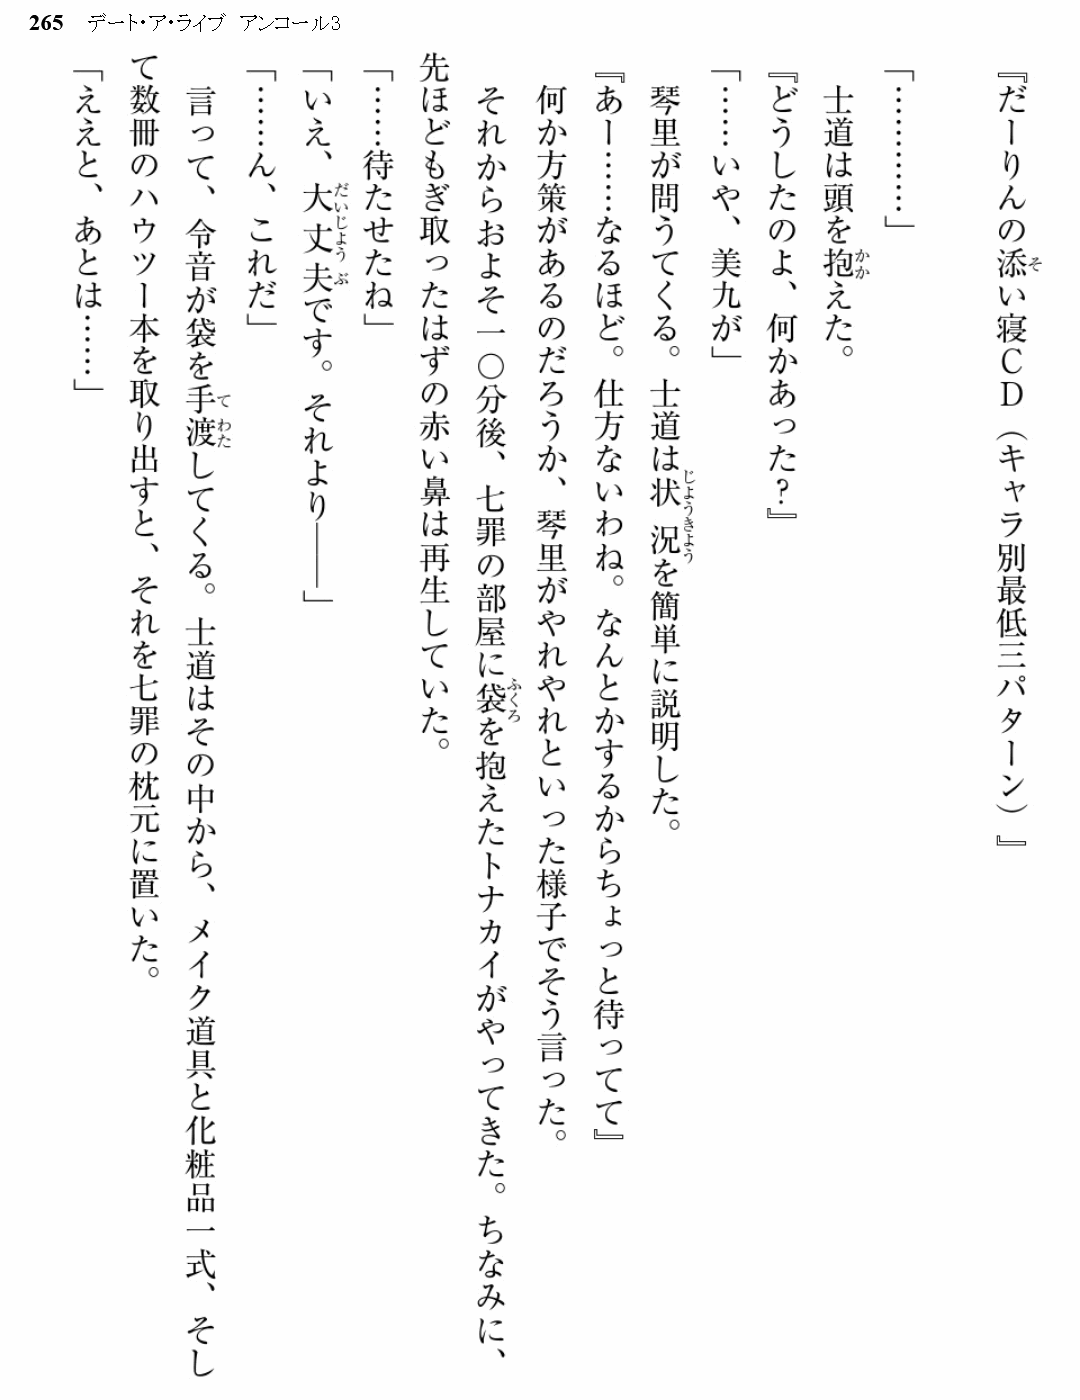 265 デート・ア・ライブ アンコール3
『だーりんの添い寝ＣＤ（キャラ別最低三パターン）』
「…………」
士道は頭を抱えた。
『どうしたのよ、何かあった？』
「……いや、美九が」
琴里が問うてくる。士道は状況を簡単に説明した。
『あー……なるほど。仕方ないわね。なんとかするからちょっと待ってて』
何か方策があるのだろうか、琴里がやれやれといった様子でそう言った。
それからおよそ一〇分後、七罪の部屋に袋を抱えたトナカイがやってきた。ちなみに、
先ほどもぎ取ったはずの赤い鼻は再生していた。
「……待たせたね」
「いえ、大丈夫です。それより――」
「……ん、これだ」
言って、令音が袋を手渡してくる。士道はその中から、メイク道具と化粧品一式、そし
て数冊のハウツー本を取り出すと、それを七罪の枕元に置いた。
「ええと、あとは……」